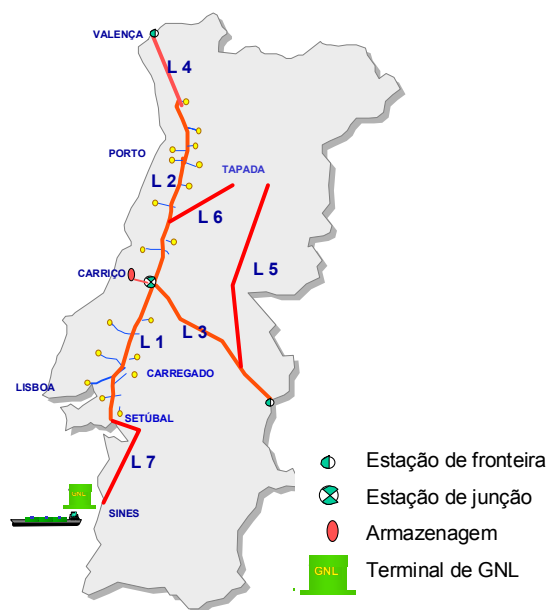 VALENÇA
L 4
PORTO
L 2
TAPADA
L 6
L 5
CARRIÇO
L 3
L 1
CARREGADO
LISBOA
SETÚBAL
L 7
GNL
SINES
Estação de fronteira
Estação de junção
Armazenagem
GNL
Terminal de GNL